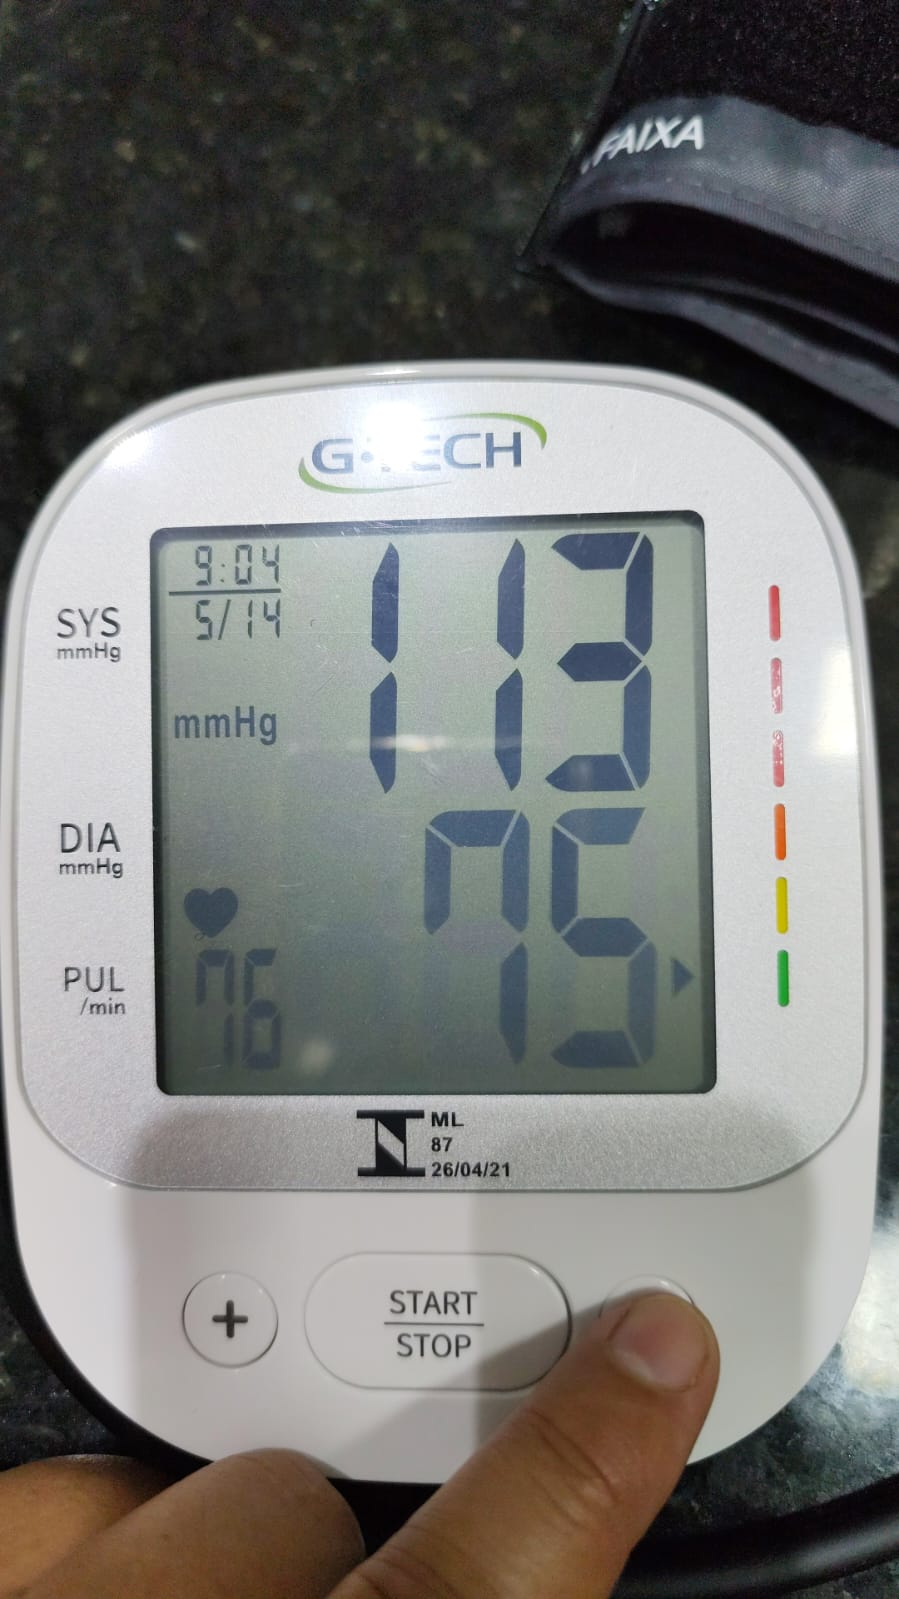 FAIXA
G-TECH
9:04
5/14
SYS
mmHg
113
mmHg
DIA
mmHg
75
PUL
/min
76
ML
87
26/04/21
+
START
STOP